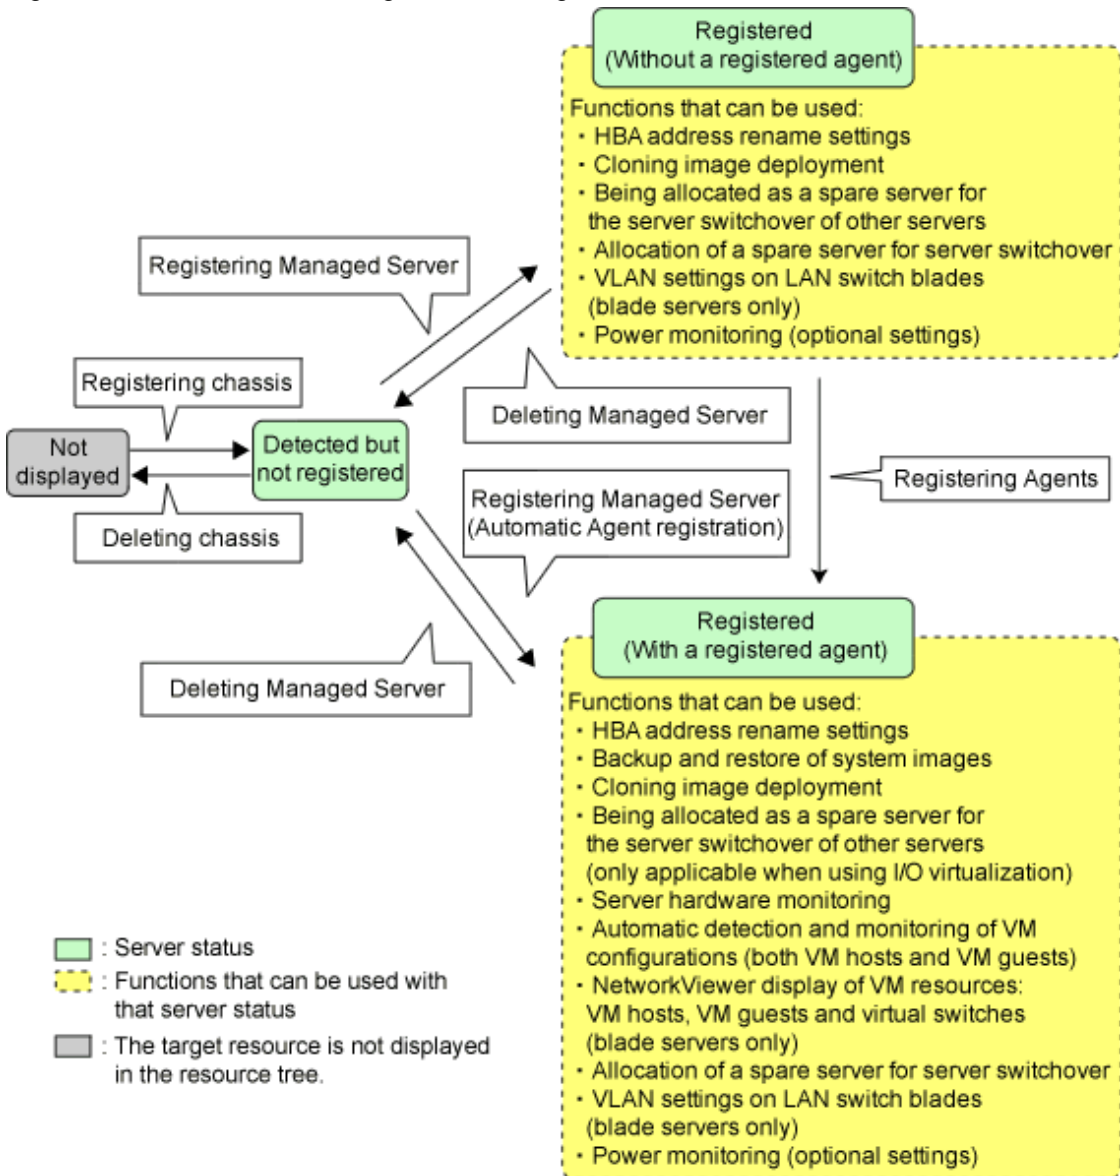 Registered
(Without a registered agent)
Functions that can be used:
・HBA address rename settings
・Cloning image deployment
・Being allocated as a spare server for
the server switchover of other servers
・Allocation of a spare server for server switchover
・VLAN settings on LAN switch blades
(blade servers only)
・Power monitoring (optional settings)
Registering Managed Server
Registering chassis
Not
displayed
Detected but
not registered
Deleting chassis
Deleting Managed Server
Registering Managed Server
(Automatic Agent registration)
Registering Agents
Deleting Managed Server
Registered
(With a registered agent)
Functions that can be used:
・HBA address rename settings
・Backup and restore of system images
・Cloning image deployment
・Being allocated as a spare server for
the server switchover of other servers
(only applicable when using I/O virtualization)
・Server hardware monitoring
・Automatic detection and monitoring of VM
configurations (both VM hosts and VM guests)
・NetworkViewer display of VM resources:
VM hosts, VM guests and virtual switches
(blade servers only)
・Allocation of a spare server for server switchover
・VLAN settings on LAN switch blades
(blade servers only)
・Power monitoring (optional settings)
: Server status
: Functions that can be used with
that server status
: The target resource is not displayed
in the resource tree.